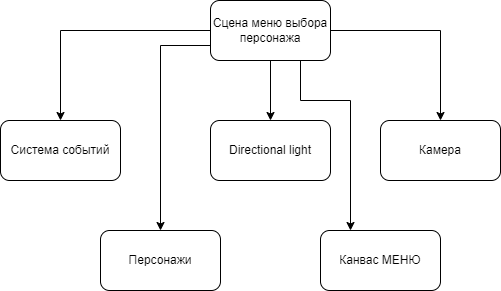 Сцена меню выбора
персонажа
Система событий
Directional light
Камера
Персонажи
Канвас МЕНЮ